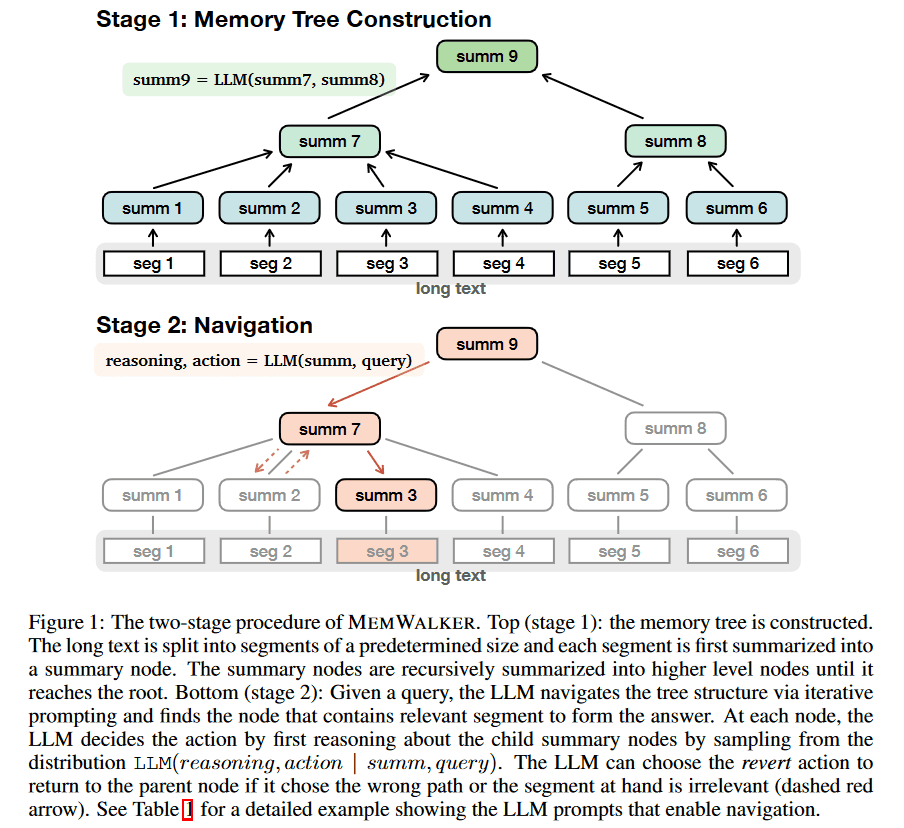 Stage 1: Memory Tree Construction
summ 9
summ9 = LLM(summ7, summ8)
summ 7
summ 8
summ 1
summ 2
summ 3
summ 4
summ 5
summ 6
seg 1
seg 2
seg 3
seg 4
seg 5
seg 6
long text
Stage 2: Navigation
summ 9
reasoning, action = LLM(summ, query)
summ 7
summ 8
summ 1
summ 2
summ 3
summ 4
summ 5
summ 6
seg 1
seg 2
seg 3
seg 4
seg 5
seg 6
long text
Figure 1: The two-stage procedure of MEMWALKER. Top (stage 1): the memory tree is constructed.
The long text is split into segments of a predetermined size and each segment is first summarized into
a summary node. The summary nodes are recursively summarized into higher level nodes until it
reaches the root. Bottom (stage 2): Given a query, the LLM navigates the tree structure via iterative
prompting and finds the node that contains relevant segment to form the answer. At each node, the
LLM decides the action by first reasoning about the child summary nodes by sampling from the
distribution LLM(reasoning, action | summ, query). The LLM can choose the revert action to
return to the parent node if it chose the wrong path or the segment at hand is irrelevant (dashed red
arrow). See Table 1 for a detailed example showing the LLM prompts that enable navigation.